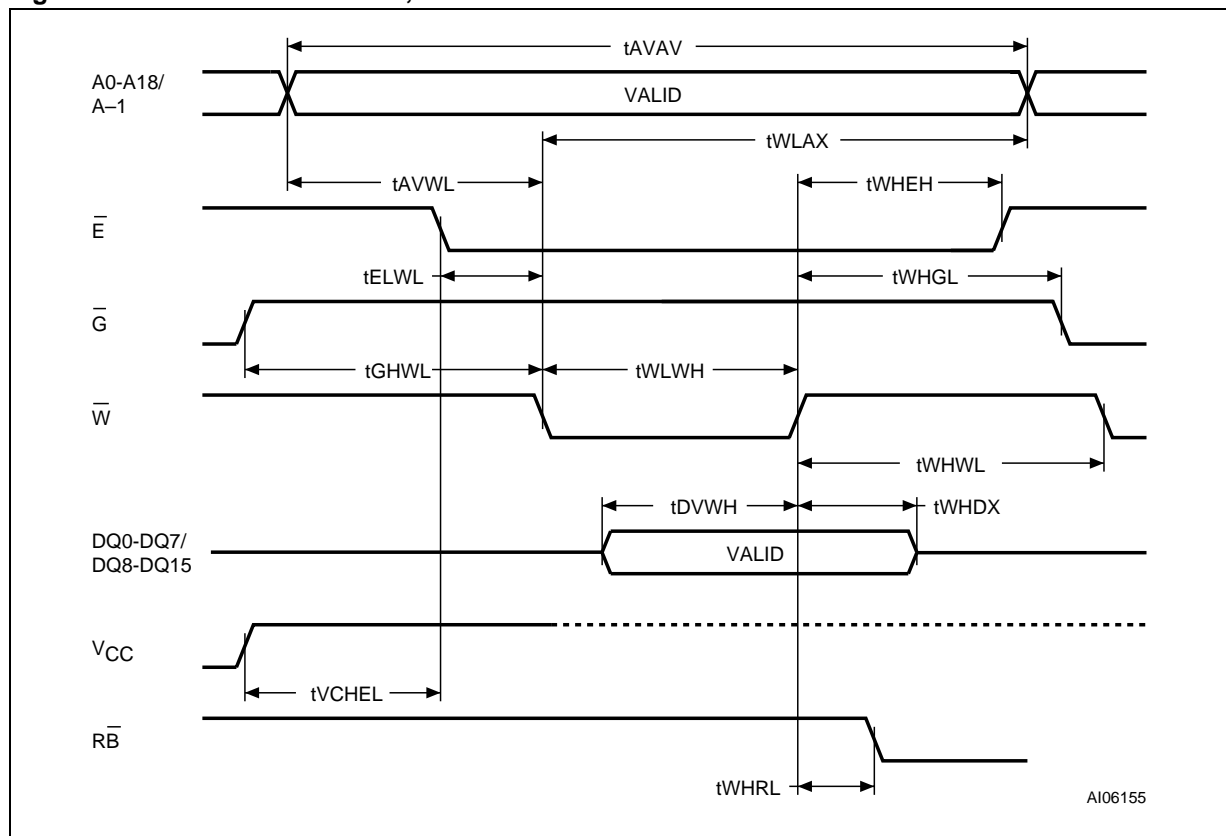 tAVAV
A0-A18/
A–1
VALID
tWLAX
tAVWL
tWHEH
E̅
tELWL
tWHGL
G̅
tGHWL
tWLWH
W̅
tWHWL
tDVWH
tWHDX
DQ0-DQ7/
DQ8-DQ15
VALID
VCC
tVCHEL
RB̅
tWHRL
AI06155